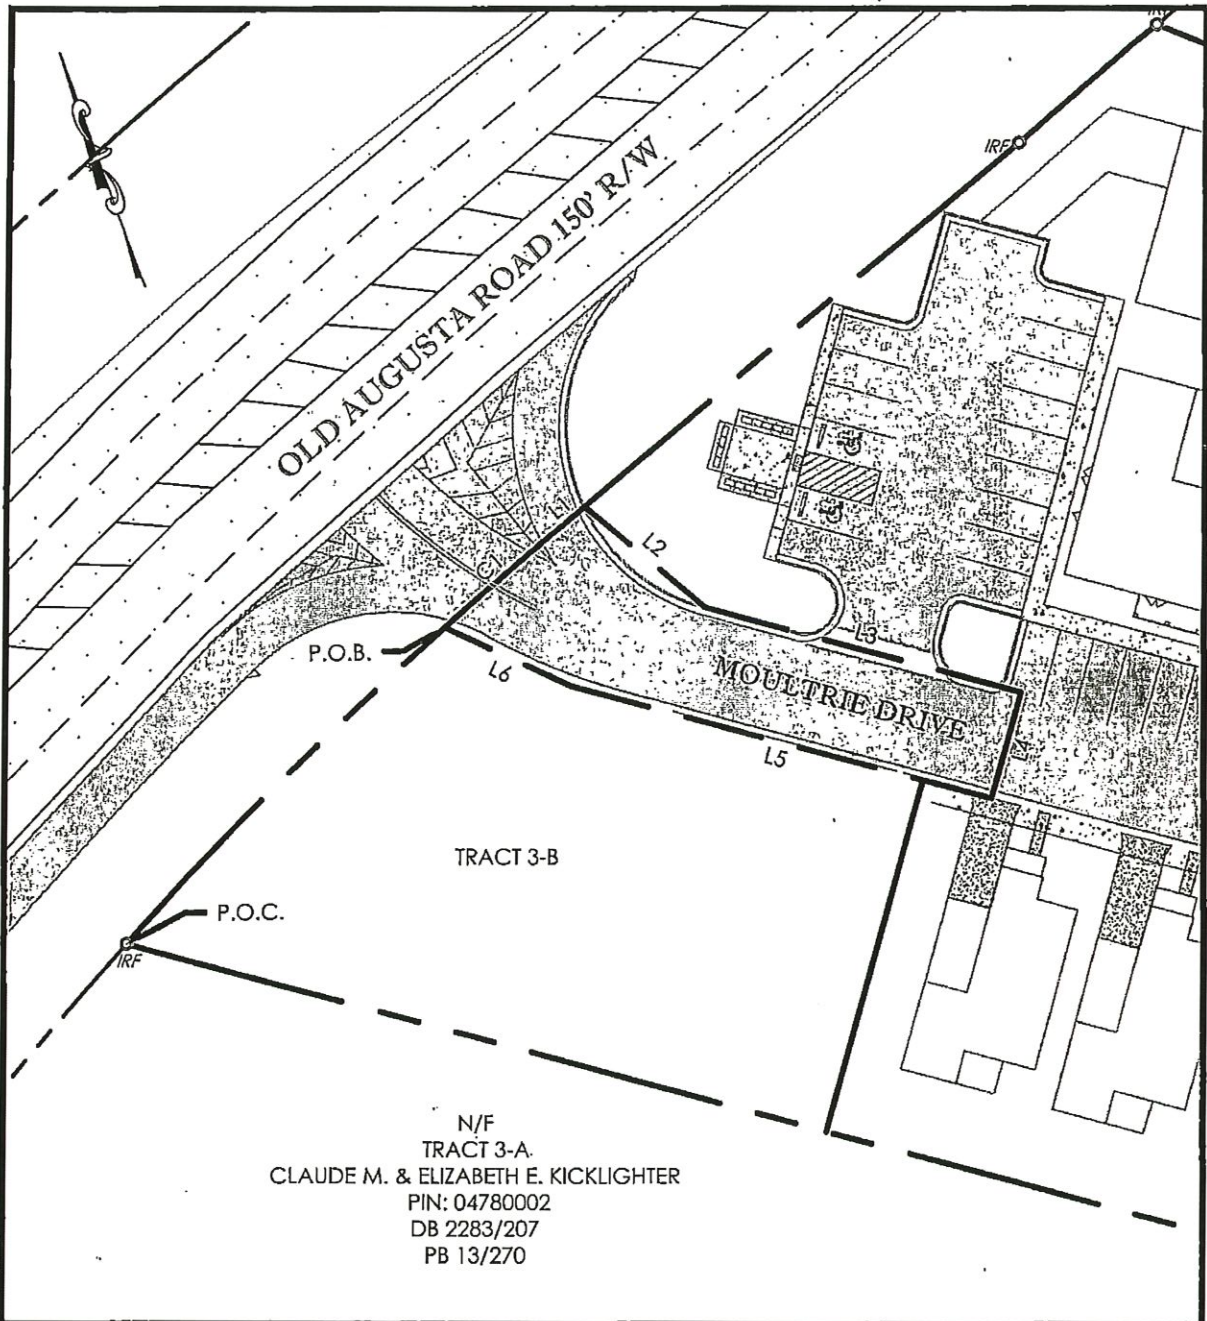 IRF
OLD AUGUSTA ROAD 150' R/W
L2
C1
L3
P.O.B.
L6
MOULTRIE DRIVE
L4
L5
TRACT 3-B
P.O.C.
IRF
N/F
TRACT 3-A
CLAUDE M. & ELIZABETH E. KICKLIGHTER
PIN: 04780002
DB 2283/207
PB 13/270